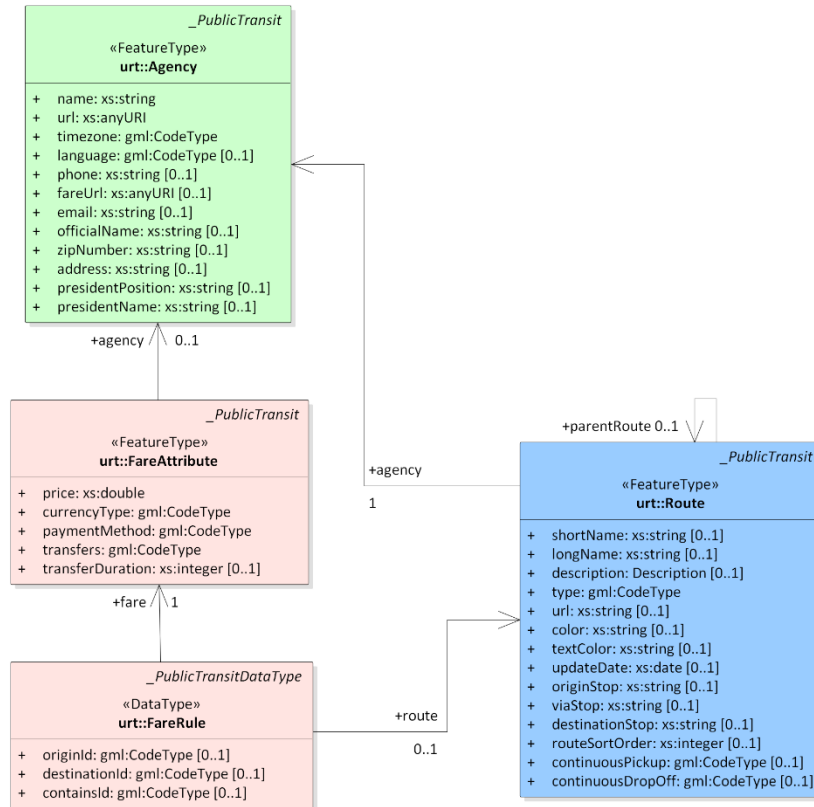 _PublicTransit
«FeatureType»
urt::Agency
+ name: xs:string
+ url: xs:anyURI
+ timezone: gml:CodeType
+ language: gml:CodeType [0..1]
+ phone: xs:string [0..1]
+ fareUrl: xs:anyURI [0..1]
+ email: xs:string [0..1]
+ officialName: xs:string [0..1]
+ zipNumber: xs:string [0..1]
+ address: xs:string [0..1]
+ presidentPosition: xs:string [0..1]
+ presidentName: xs:string [0..1]
+agency 0..1
_PublicTransit
«FeatureType»
urt::FareAttribute
+ price: xs:double
+ currencyType: gml:CodeType
+ paymentMethod: gml:CodeType
+ transfers: gml:CodeType
+ transferDuration: xs:integer [0..1]
+fare 1
_PublicTransitDataType
«DataType»
urt::FareRule
+ originId: gml:CodeType [0..1]
+ destinationId: gml:CodeType [0..1]
+ containsId: gml:CodeType [0..1]
+agency
1
+route
0..1
+parentRoute 0..1
_PublicTransit
«FeatureType»
urt::Route
+ shortName: xs:string [0..1]
+ longName: xs:string [0..1]
+ description: Description [0..1]
+ type: gml:CodeType
+ url: xs:string [0..1]
+ color: xs:string [0..1]
+ textColor: xs:string [0..1]
+ updateDate: xs:date [0..1]
+ originStop: xs:string [0..1]
+ viaStop: xs:string [0..1]
+ destinationStop: xs:string [0..1]
+ routeSortOrder: xs:integer [0..1]
+ continuousPickup: gml:CodeType [0..1]
+ continuousDropOff: gml:CodeType [0..1]